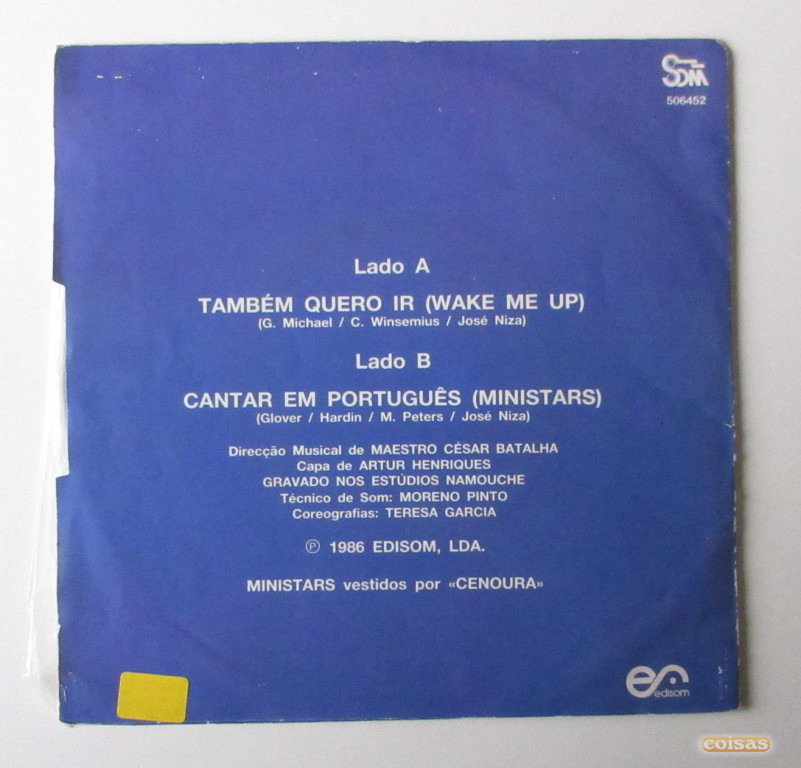 SOM
506452
Lado A
TAMBÉM QUERO IR (WAKE ME UP)
(G. Michael / C. Winsemius / José Niza)
Lado B
CANTAR EM PORTUGUÊS (MINISTARS)
(Glover / Hardin / M. Peters / José Niza)
Direcção Musical de MAESTRO CÉSAR BATALHA
Capa de ARTUR HENRIQUES
GRAVADO NOS ESTÚDIOS NAMOUCHE
Técnico de Som: MORENO PINTO
Coreografias: TERESA GARCIA
℗ 1986 EDISOM, LDA.
MINISTARS vestidos por «CENOURA»
edisom
coisas